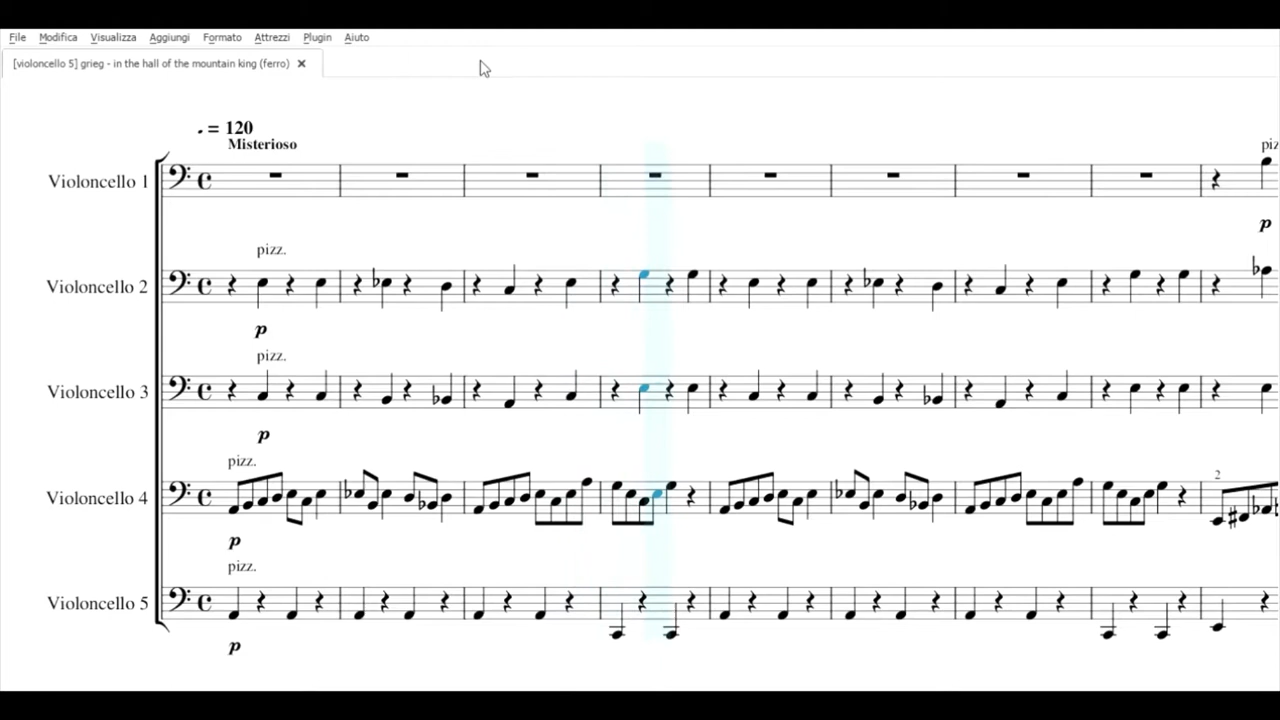 File Modifica Visualizza Aggiungi Formato Attrezzi Plugin Aiuto
[violoncello 5] grieg - in the hall of the mountain king (ferro)
= 120
Misterioso
Violoncello 1
piz
p
Violoncello 2
pizz.
p
Violoncello 3
pizz.
p
Violoncello 4
pizz.
p
2
Violoncello 5
pizz.
p